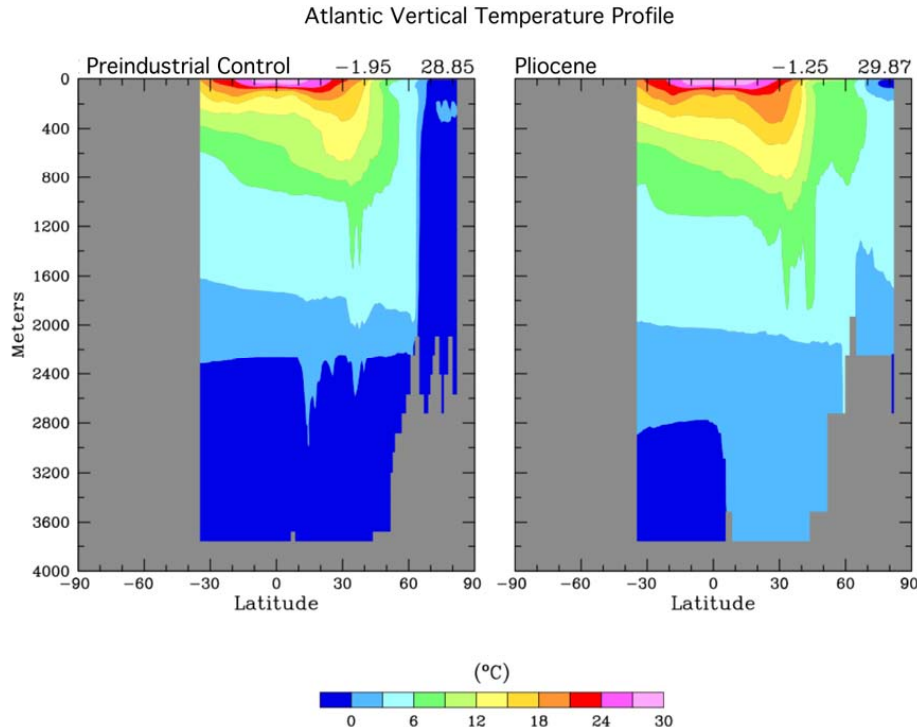 Atlantic Vertical Temperature Profile
Preindustrial Control −1.95 28.85
Pliocene −1.25 29.87
0
400
800
1200
1600
2000
2400
2800
3200
3600
4000
Meters
−90 −60 −30 0 30 60 90
−90 −60 −30 0 30 60 90
Latitude
Latitude
(°C)
0 6 12 18 24 30